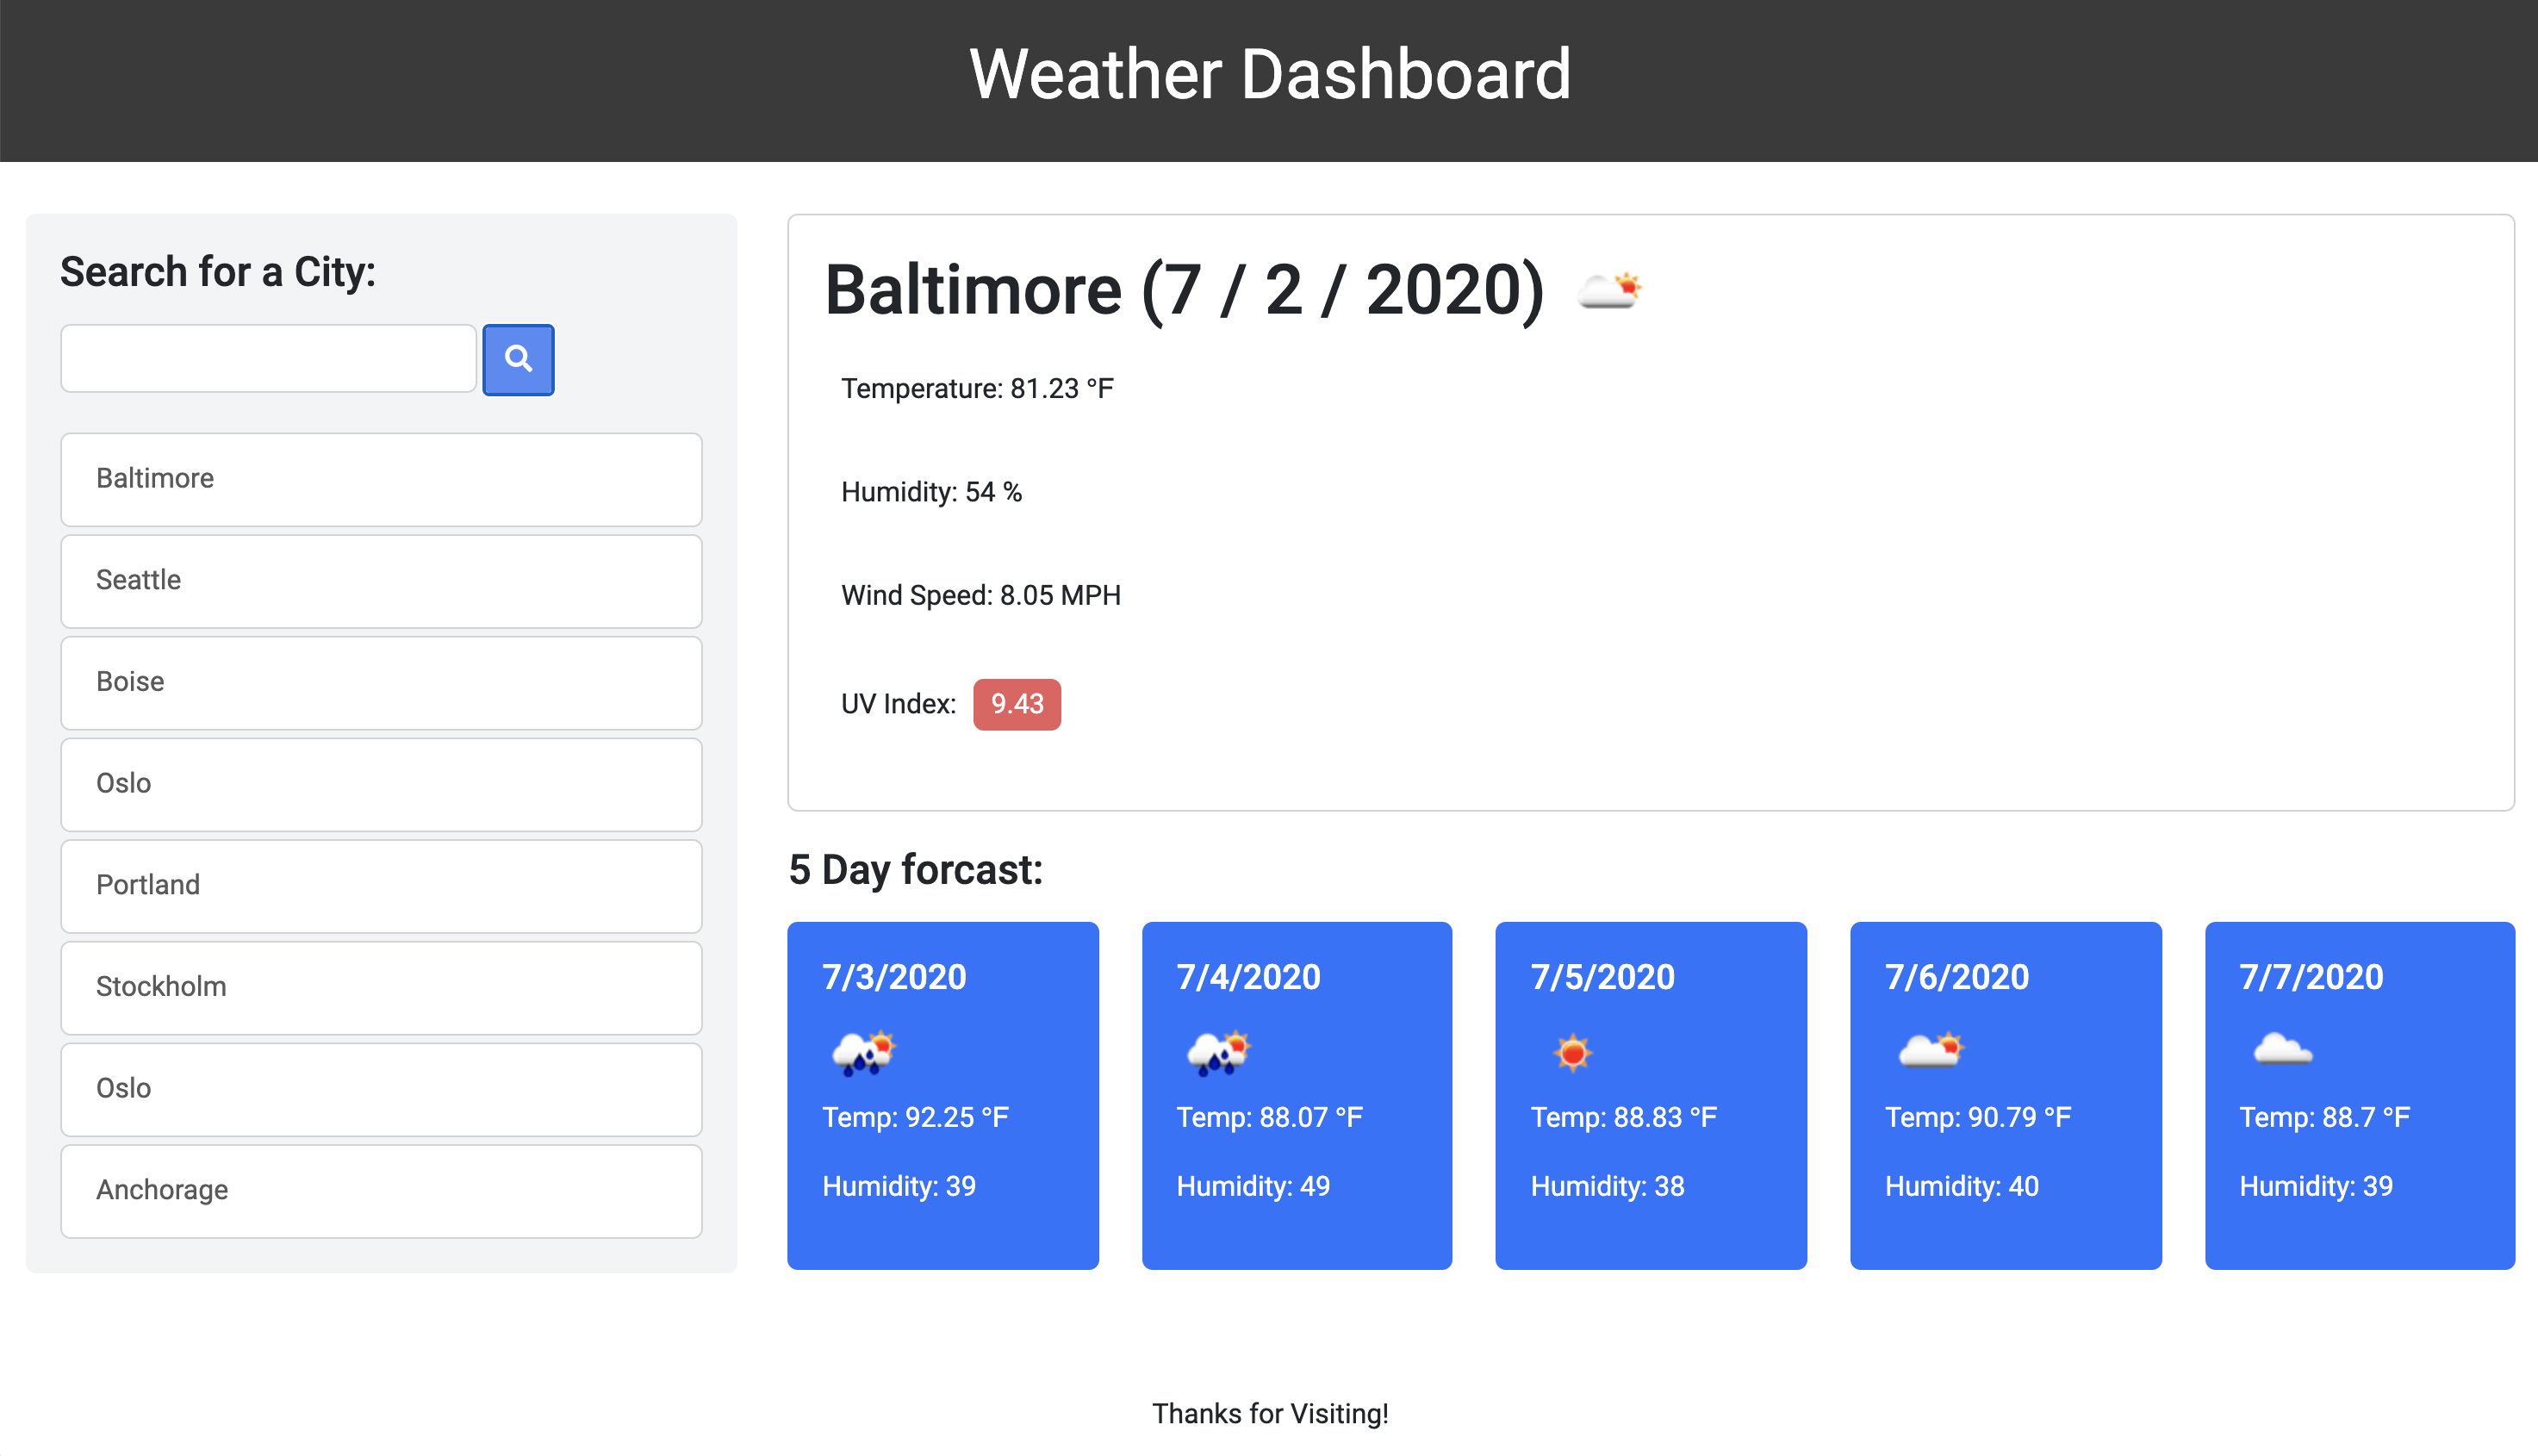 Weather Dashboard
Search for a City:
Baltimore
Seattle
Boise
Oslo
Portland
Stockholm
Oslo
Anchorage
Baltimore (7 / 2 / 2020)
Temperature: 81.23 °F
Humidity: 54 %
Wind Speed: 8.05 MPH
UV Index: 9.43
5 Day forcast:
7/3/2020
Temp: 92.25 °F
Humidity: 39
7/4/2020
Temp: 88.07 °F
Humidity: 49
7/5/2020
Temp: 88.83 °F
Humidity: 38
7/6/2020
Temp: 90.79 °F
Humidity: 40
7/7/2020
Temp: 88.7 °F
Humidity: 39
Thanks for Visiting!